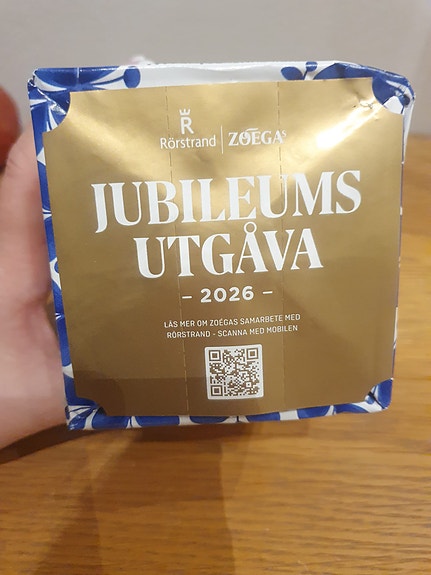 R
Rörstrand | ZOÉGAS
JUBILEUMS
UTGÅVA
– 2026 –
LÄS MER OM ZOÉGAS SAMARBETE MED
RÖRSTRAND - SCANNA MED MOBILEN